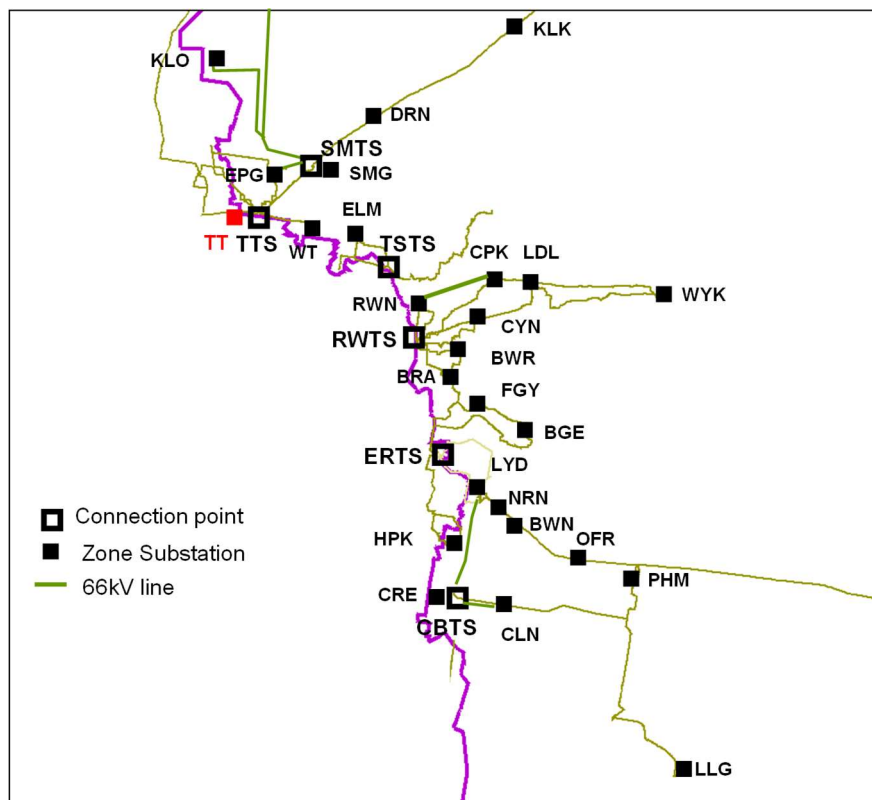 KLK
KLO
DRN
SMTS
EPG
SMG
ELM
TT
TTS
WT
TSTS
CPK
LDL
WYK
RWN
CYN
RWTS
BWR
BRA
FGY
BGE
ERTS
LYD
NRN
BWN
Connection point
HPK
OFR
Zone Substation
PHM
66kV line
CRE
CBTS
CLN
LLG